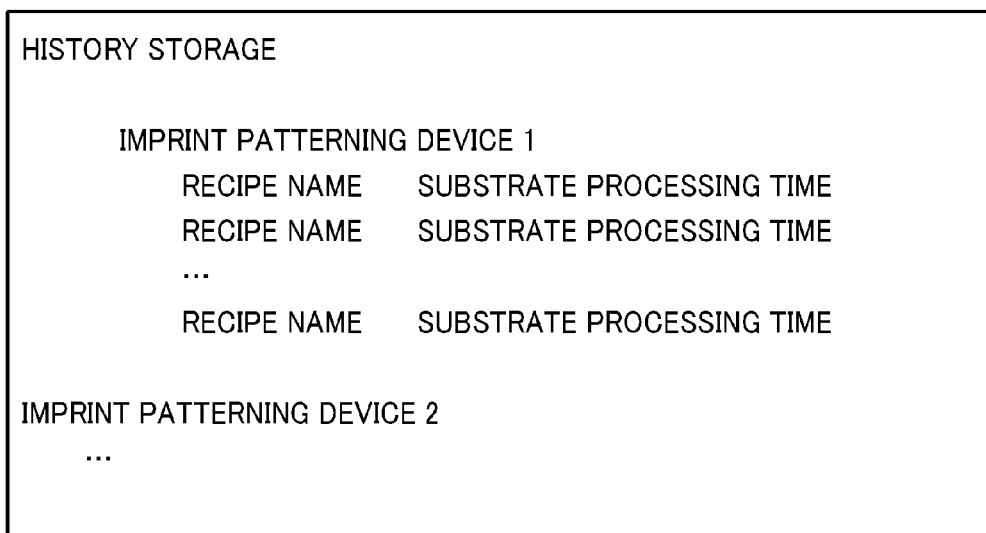 HISTORY STORAGE
IMPRINT PATTERNING DEVICE 1
RECIPE NAME SUBSTRATE PROCESSING TIME
RECIPE NAME SUBSTRATE PROCESSING TIME
...
RECIPE NAME SUBSTRATE PROCESSING TIME
IMPRINT PATTERNING DEVICE 2
...